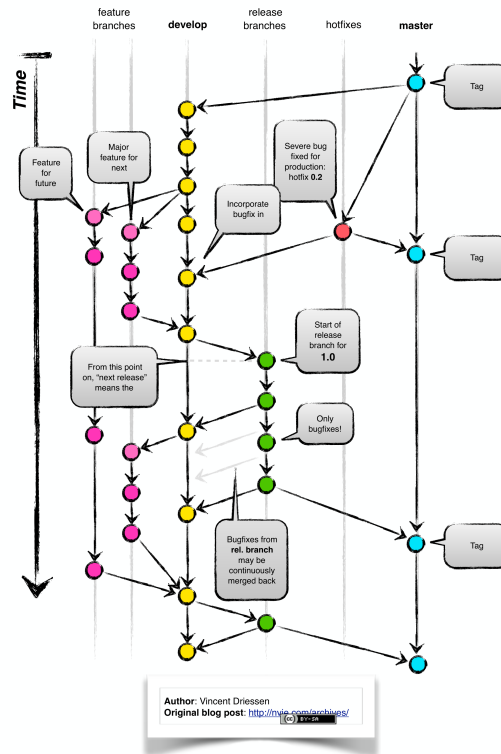 feature
branches
develop
release
branches
hotfixes
master
Time
Tag
Feature
for
future
Major
feature for
next
Severe bug
fixed for
production:
hotfix 0.2
Incorporate
bugfix in
Tag
Start of
release
branch for
1.0
From this point
on, “next release”
means the
Only
bugfixes!
Bugfixes from
rel. branch
may be
continuously
merged back
Tag
Author: Vincent Driessen
Original blog post: http://nvie.com/archives/
cc BY-SA